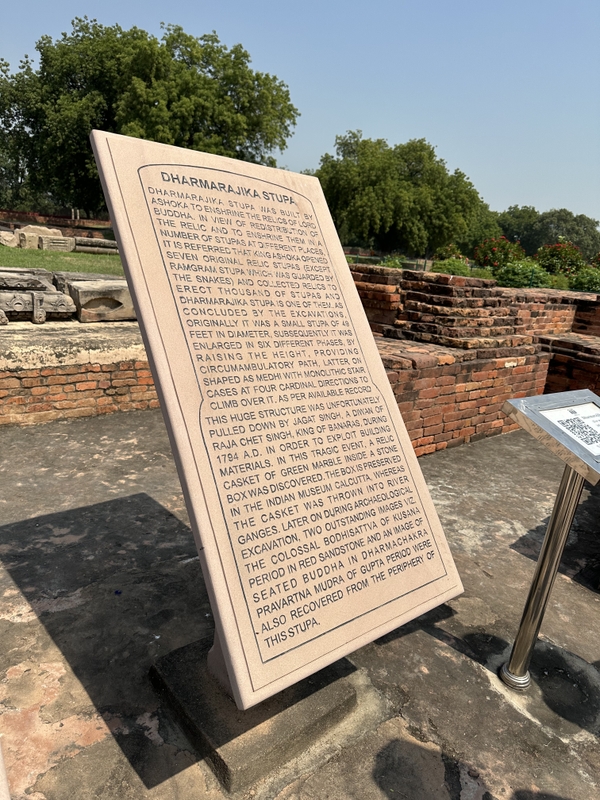 DHARMARAJIKA STUPA
DHARMARAJIKA STUPA WAS BUILT BY
ASHOKA TO ENSHRINE THE RELICS OF LORD
BUDDHA. IN VIEW OF REDISTRIBUTION OF
THE RELIC AND TO ENSHRINE THEM IN A
NUMBER OF STUPAS AT DIFFERENT PLACES,
IT IS REFERRED THAT KING ASHOKA OPENED
SEVEN ORIGINAL RELIC STUPAS (EXCEPT
RAMGRAM STUPA WHICH WAS GUARDED BY
THE SNAKES) AND COLLECTED RELICS TO
ERECT THOUSAND OF STUPAS AND
DHARMARAJIKA STUPA IS ONE OF THEM, AS
CONCLUDED BY THE EXCAVATIONS,
ORIGINALLY IT WAS A SMALL STUPA OF 49
FEET IN DIAMETER, SUBSEQUENTLY IT WAS
ENLARGED IN SIX DIFFERENT PHASES, BY
RAISING THE HEIGHT, PROVIDING
CIRCUMAMBULATORY PATH, LATTER, ON
SHAPED AS MEDHI WITH MONOLITHIC STAIR
CASES AT FOUR CARDINAL DIRECTIONS TO
CLIMB OVER IT. AS PER AVAILABLE RECORD
THIS HUGE STRUCTURE WAS UNFORTUNATELY
PULLED DOWN BY JAGAT SINGH, A DIWAN OF
RAJA CHET SINGH, KING OF BANARAS, DURING
1794 A.D. IN ORDER TO EXPLOIT BUILDING
MATERIALS. IN THIS TRAGIC EVENT, A RELIC
CASKET OF GREEN MARBLE INSIDE A STONE
BOX WAS DISCOVERED. THE BOX IS PRESERVED
IN THE INDIAN MUSEUM CALCUTTA, WHEREAS
THE CASKET WAS THROWN INTO RIVER
GANGES. LATER ON DURING ARCHAEOLOGICAL
EXCAVATION, TWO OUTSTANDING IMAGES VIZ.
THE COLOSSAL BODHISATTVA OF KUSANA
PERIOD IN RED SANDSTONE AND AN IMAGE OF
SEATED BUDDHA IN DHARMACHAKRA
PRAVARTNA MUDRA OF GUPTA PERIOD WERE
ALSO RECOVERED FROM THE PERIPHERY OF
THIS STUPA.